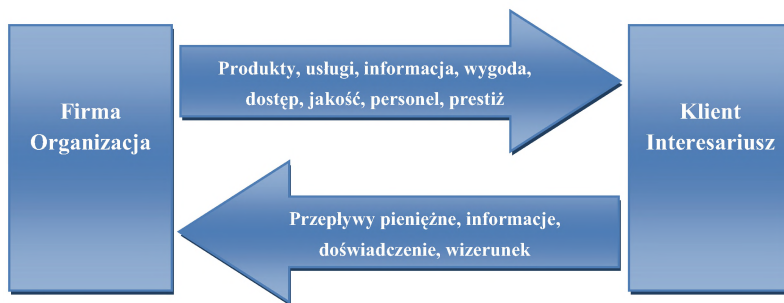 Firma
Organizacja
Produkty, usługi, informacja, wygoda,
dostęp, jakość, personel, prestiż
Klient
Interesariusz
Przepływy pieniężne, informacje,
doświadczenie, wizerunek